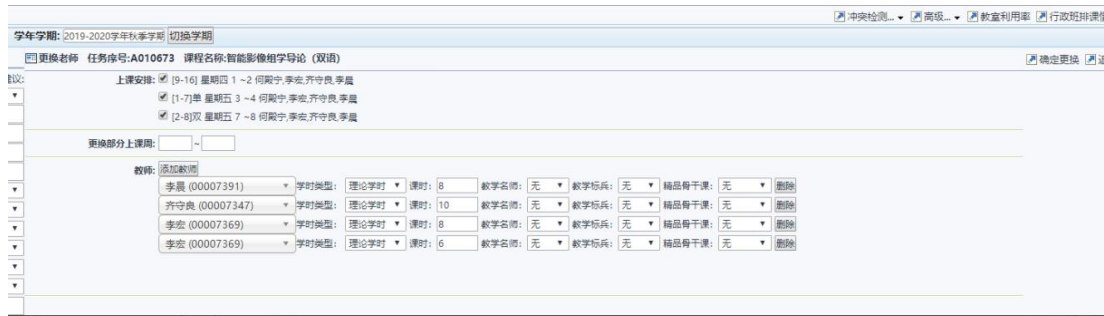 冲突检测... 高级... 教室利用率 行政班排课
学年学期: 2019-2020学年秋季学期 切换学期
更换老师 任务序号:A010673 课程名称:智能影像组学导论（双语） 确定更换
建议:
上课安排: [9-16] 星期四 1 ~2 何殿宁,李宏,齐守良,李晨
[1-7]单 星期五 3 ~4 何殿宁,李宏,齐守良,李晨
[2-8]双 星期五 7 ~8 何殿宁,李宏,齐守良,李晨
更换部分上课周: ~
教师: 添加教师
李晨 (00007391) 学时类型: 理论学时 课时: 8 教学名师: 无 教学标兵: 无 精品骨干课: 无 删除
齐守良 (00007347) 学时类型: 理论学时 课时: 10 教学名师: 无 教学标兵: 无 精品骨干课: 无 删除
李宏 (00007369) 学时类型: 理论学时 课时: 8 教学名师: 无 教学标兵: 无 精品骨干课: 无 删除
李宏 (00007369) 学时类型: 理论学时 课时: 6 教学名师: 无 教学标兵: 无 精品骨干课: 无 删除